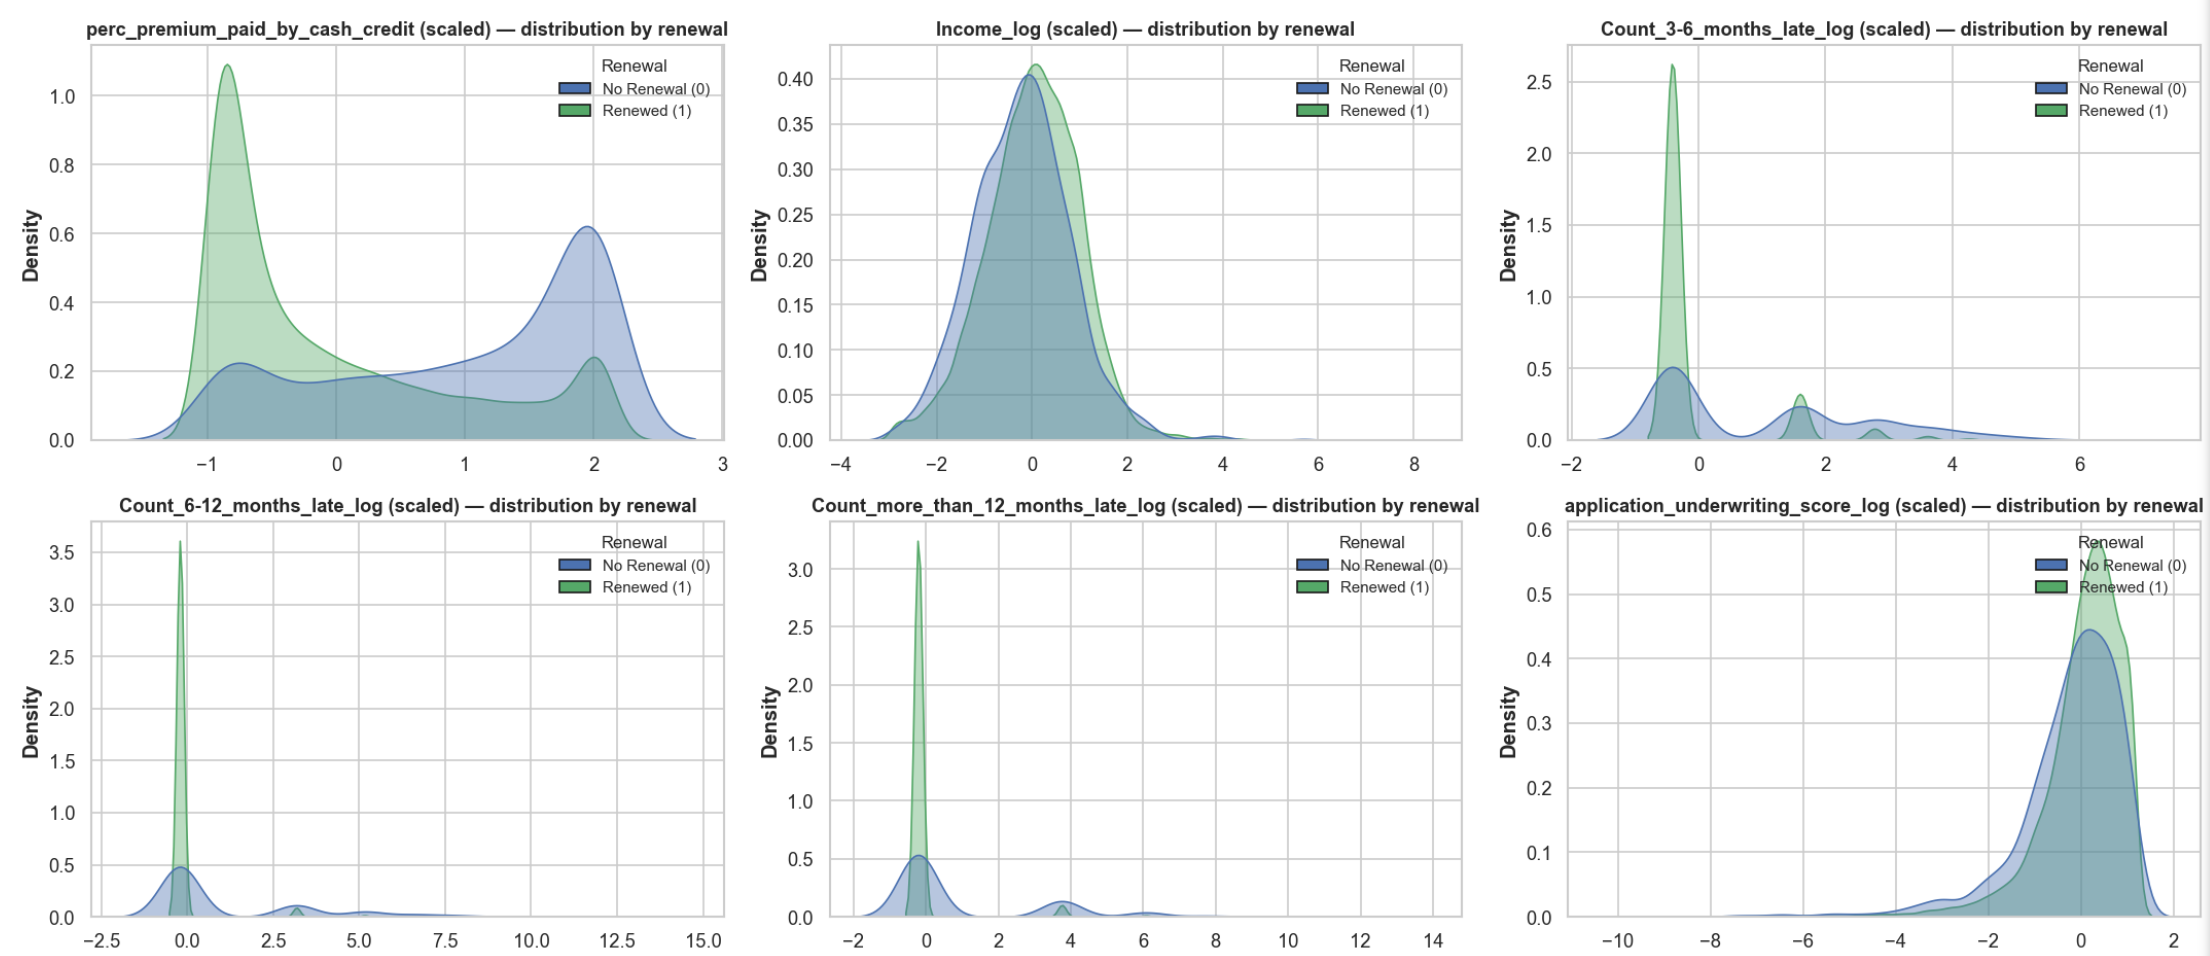 perc_premium_paid_by_cash_credit (scaled) — distribution by renewal
Density
1.0
0.8
0.6
0.4
0.2
0.0
−1
0
1
2
3
Renewal
No Renewal (0)
Renewed (1)
Income_log (scaled) — distribution by renewal
Density
0.40
0.35
0.30
0.25
0.20
0.15
0.10
0.05
0.00
−4
−2
0
2
4
6
8
Renewal
No Renewal (0)
Renewed (1)
Count_3-6_months_late_log (scaled) — distribution by renewal
Density
2.5
2.0
1.5
1.0
0.5
0.0
−2
0
2
4
6
Renewal
No Renewal (0)
Renewed (1)
Count_6-12_months_late_log (scaled) — distribution by renewal
Density
3.5
3.0
2.5
2.0
1.5
1.0
0.5
0.0
−2.5
0.0
2.5
5.0
7.5
10.0
12.5
15.0
Renewal
No Renewal (0)
Renewed (1)
Count_more_than_12_months_late_log (scaled) — distribution by renewal
Density
3.0
2.5
2.0
1.5
1.0
0.5
0.0
−2
0
2
4
6
8
10
12
14
Renewal
No Renewal (0)
Renewed (1)
application_underwriting_score_log (scaled) — distribution by renewal
Density
0.6
0.5
0.4
0.3
0.2
0.1
0.0
−10
−8
−6
−4
−2
0
2
Renewal
No Renewal (0)
Renewed (1)